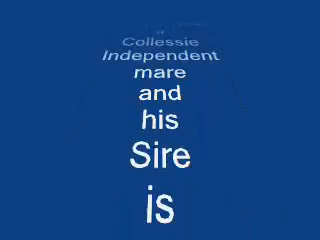 Collessie
Independent
mare
and
his
Sire
is